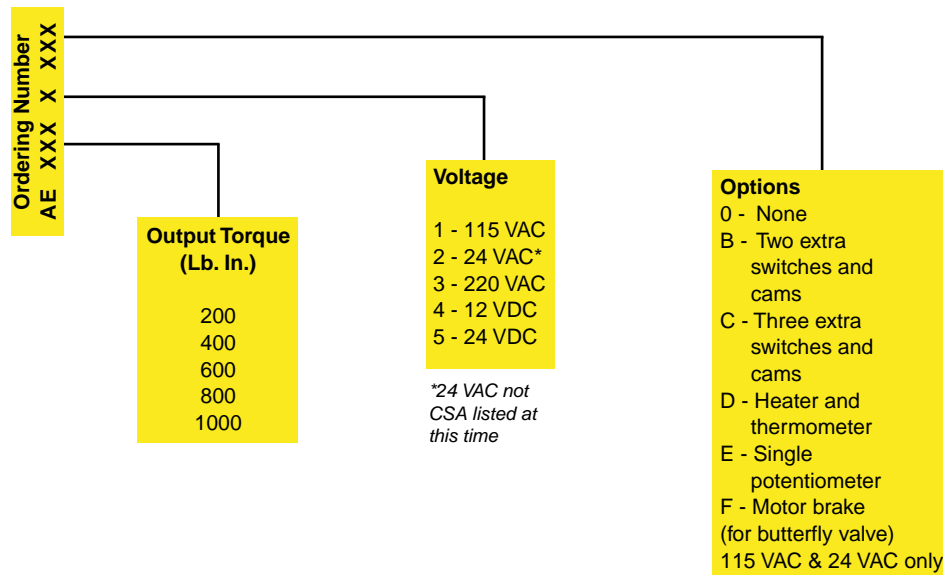 Ordering Number
AE XXX X XXX
Output Torque
(Lb. In.)
200
400
600
800
1000
Voltage
1 - 115 VAC
2 - 24 VAC*
3 - 220 VAC
4 - 12 VDC
5 - 24 VDC
*24 VAC not
CSA listed at
this time
Options
0 - None
B - Two extra
switches and
cams
C - Three extra
switches and
cams
D - Heater and
thermometer
E - Single
potentiometer
F - Motor brake
(for butterfly valve)
115 VAC & 24 VAC only